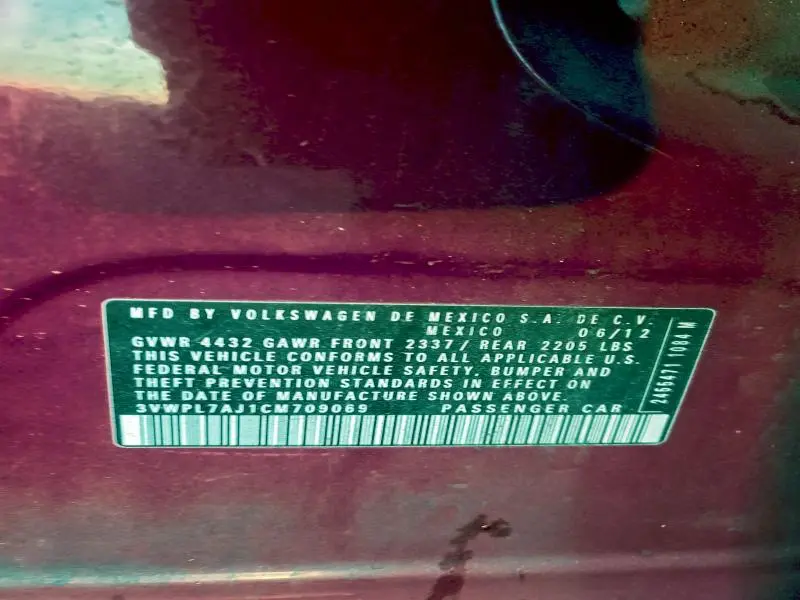 MFD BY VOLKSWAGEN DE MEXICO S.A. DE C.V.
MEXICO 06/12
GVWR 4432 GAWR FRONT 2337/ REAR 2205 LBS
THIS VEHICLE CONFORMS TO ALL APPLICABLE U.S.
FEDERAL MOTOR VEHICLE SAFETY, BUMPER AND
THEFT PREVENTION STANDARDS IN EFFECT ON
THE DATE OF MANUFACTURE SHOWN ABOVE.
3VWPL7AJ1CM709069 PASSENGER CAR
2466471 1084 M